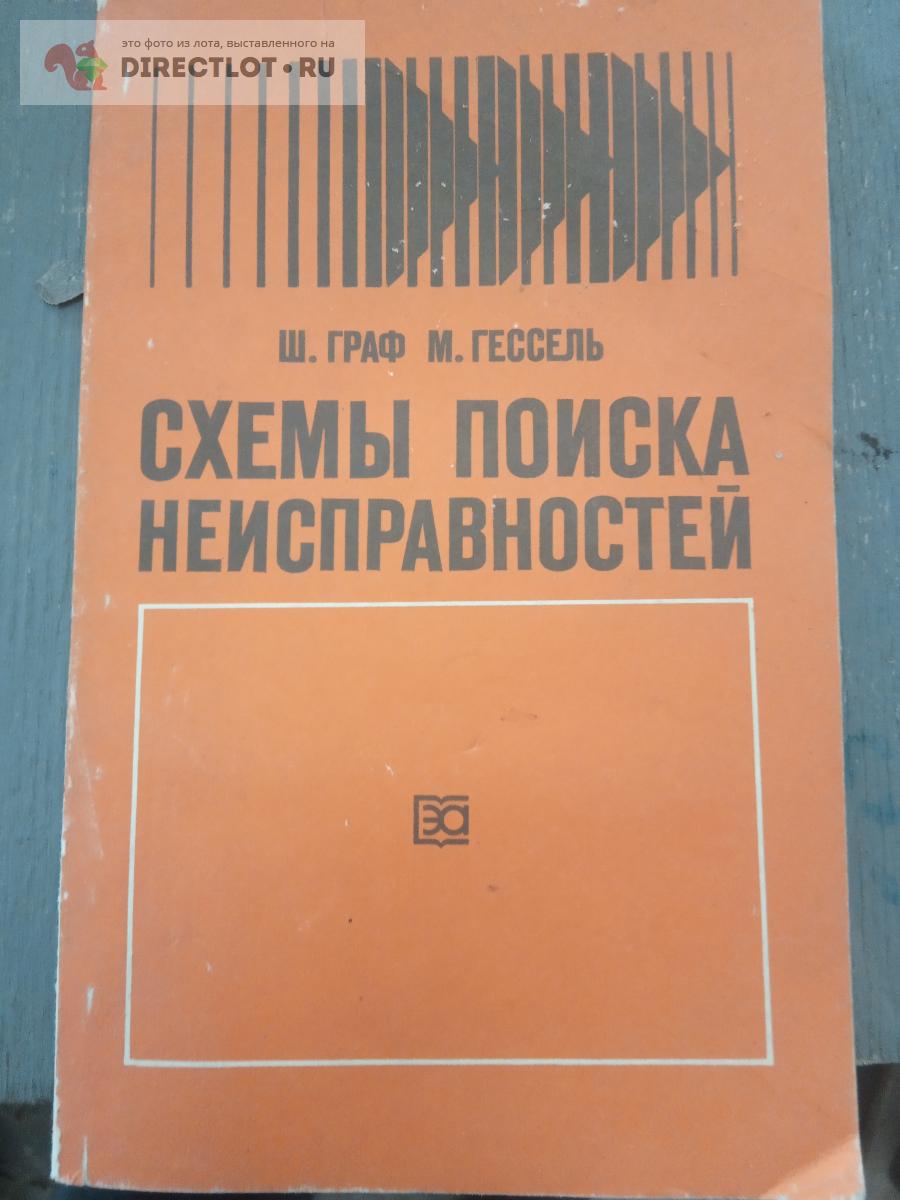 это фото из лота, выставленного на
DIRECTLOT • RU
Ш. ГРАФ М. ГЕССЕЛЬ
СХЕМЫ ПОИСКА
НЕИСПРАВНОСТЕЙ
эа